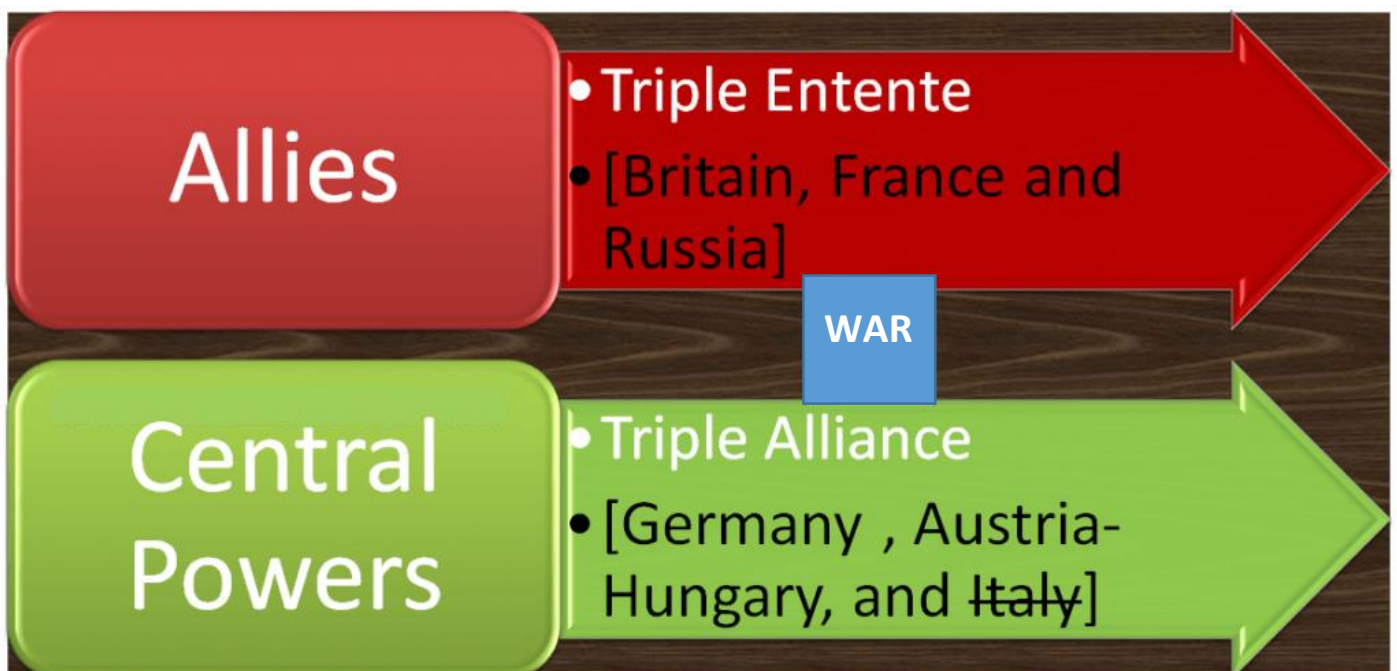 Allies
• Triple Entente
• [Britain, France and
Russia]
WAR
Central
Powers
• Triple Alliance
• [Germany , Austria-
Hungary, and Italy]